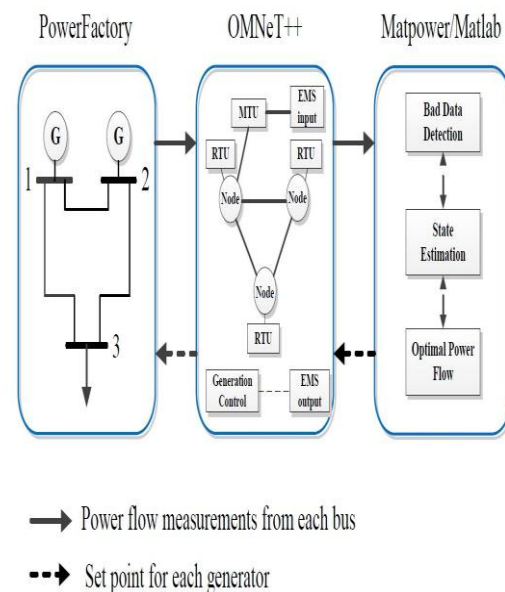 PowerFactory
OMNeT++
Matpower/Matlab
G
G
1
2
3
MTU
EMS
input
RTU
RTU
Node
Node
Node
RTU
Generation
Control
EMS
output
Bad Data
Detection
State
Estimation
Optimal Power
Flow
Power flow measurements from each bus
Set point for each generator